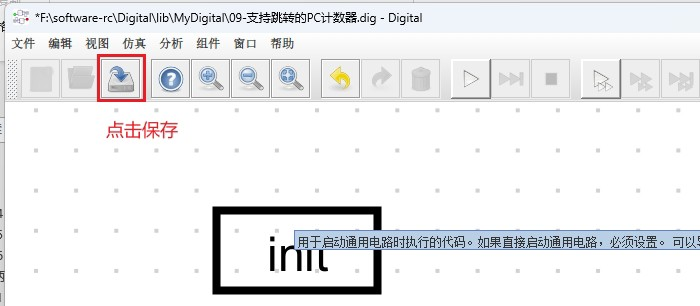 *F:\software-rc\Digital\lib\MyDigital\09-支持跳转的PC计数器.dig - Digital
文件 编辑 视图 仿真 分析 组件 窗口 帮助
点击保存
用于启动通用电路时执行的代码。如果直接启动通用电路，必须设置。 可以
init